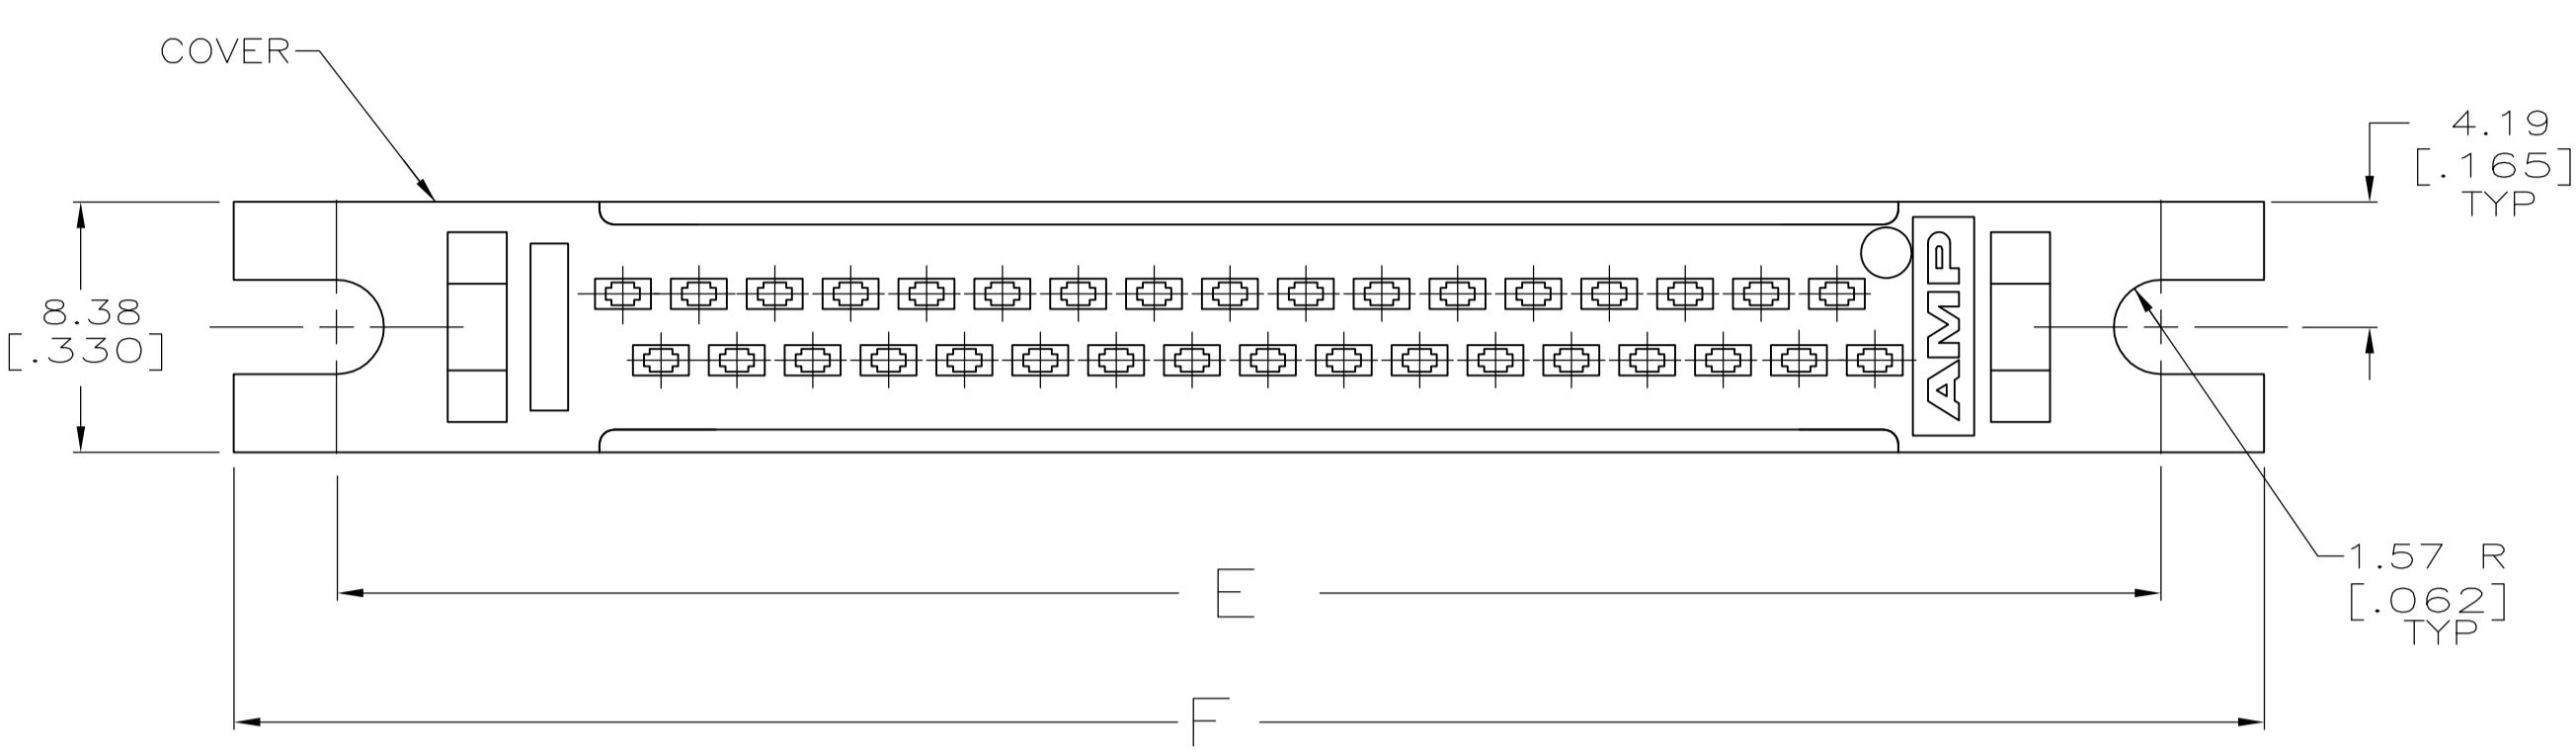 COVER
4.19
[.165]
TYP
8.38
[.330]
AMP
1.57 R
[.062]
TYP
E
F